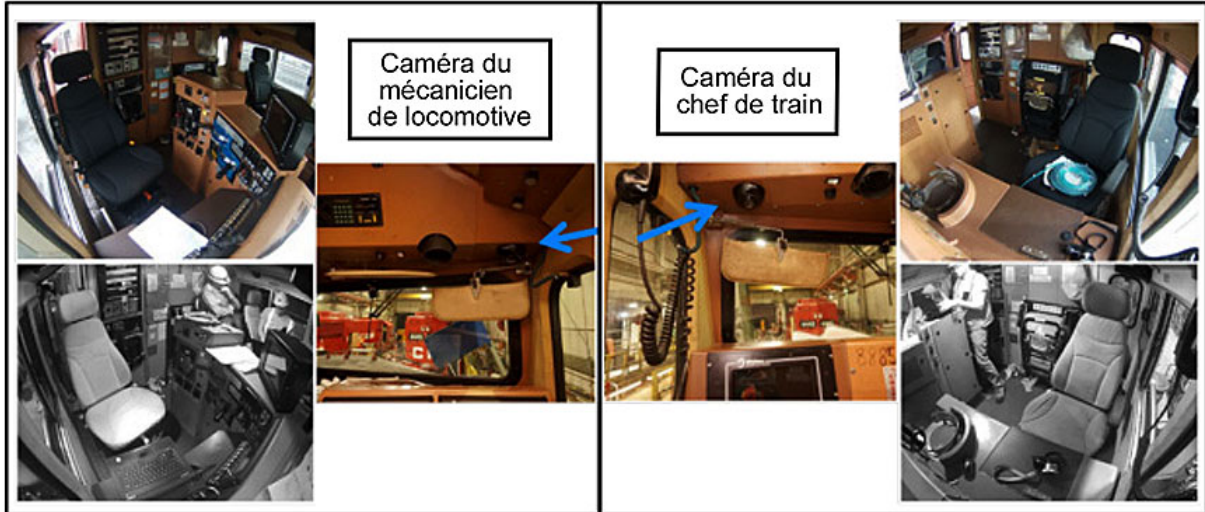 Caméra du
mécanicien
de locomotive
Caméra du
chef de train
C